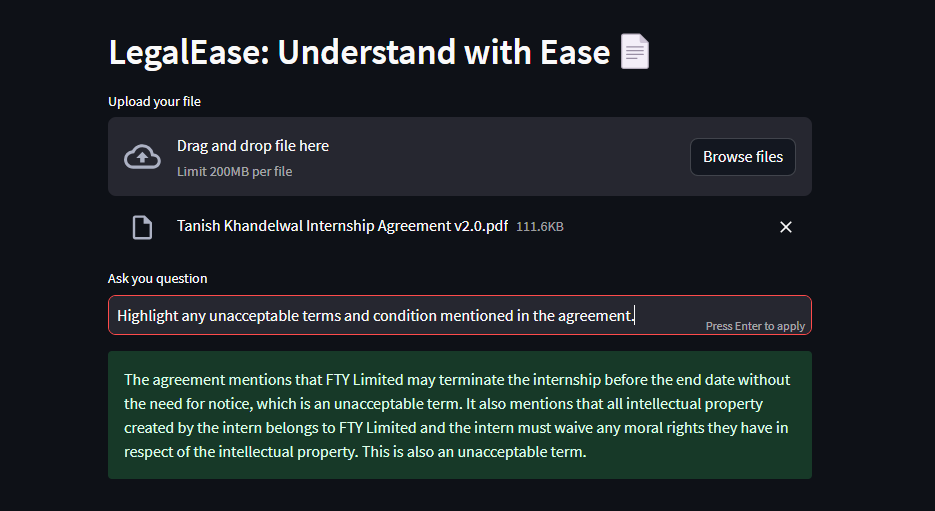 LegalEase: Understand with Ease
Upload your file
Drag and drop file here
Limit 200MB per file
Browse files
Tanish Khandelwal Internship Agreement v2.0.pdf 111.6KB
Ask you question
Highlight any unacceptable terms and condition mentioned in the agreement.
Press Enter to apply
The agreement mentions that FTY Limited may terminate the internship before the end date without
the need for notice, which is an unacceptable term. It also mentions that all intellectual property
created by the intern belongs to FTY Limited and the intern must waive any moral rights they have in
respect of the intellectual property. This is also an unacceptable term.